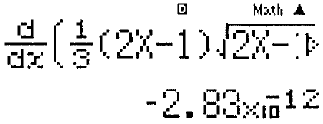 D Math ▲
d/dx(1/3(2X-1)√2X-1▶
-2.83×10⁻¹²